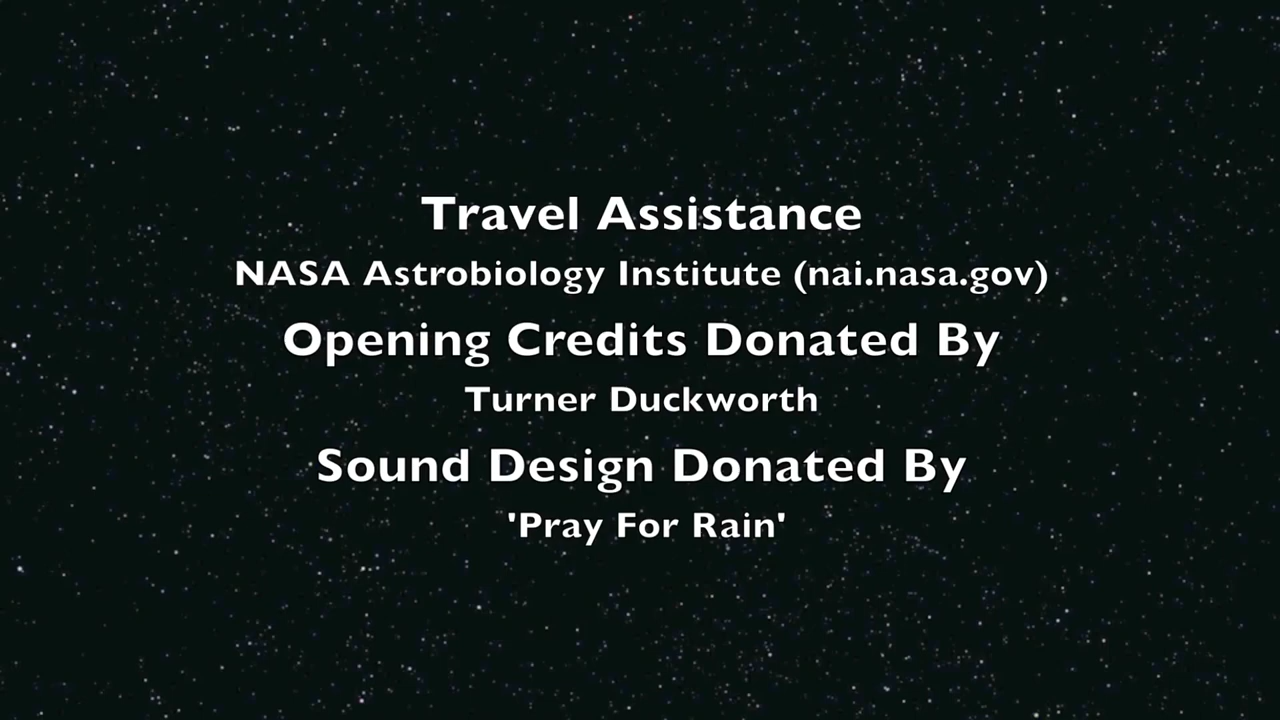 Travel Assistance
NASA Astrobiology Institute (nai.nasa.gov)
Opening Credits Donated By
Turner Duckworth
Sound Design Donated By
'Pray For Rain'